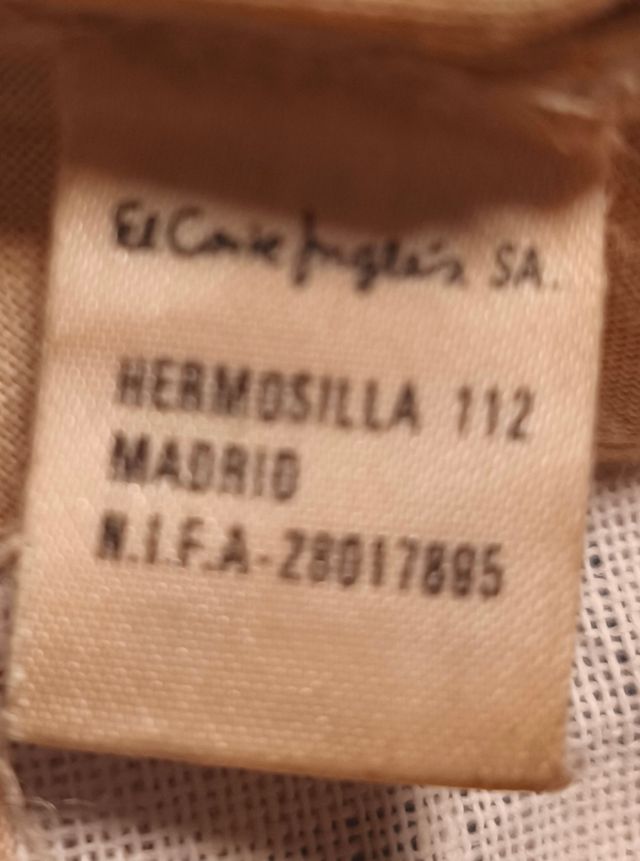 El Corte Inglés SA.
HERMOSILLA 112
MADRID
N.I.F.A-28017895